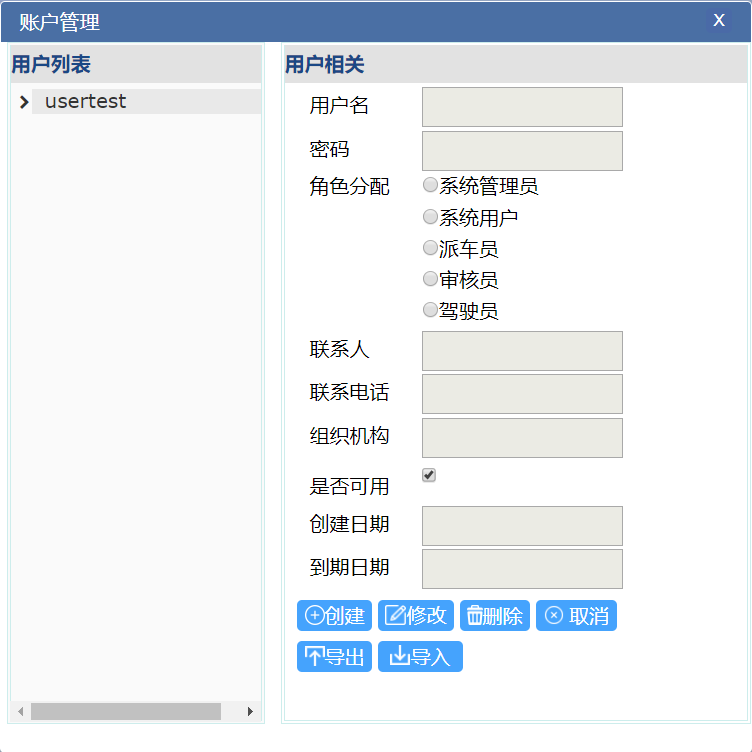 账户管理
X
用户列表
usertest
用户相关
用户名
密码
角色分配
系统管理员
系统用户
派车员
审核员
驾驶员
联系人
联系电话
组织机构
是否可用
创建日期
到期日期
创建 修改 删除 取消
导出 导入